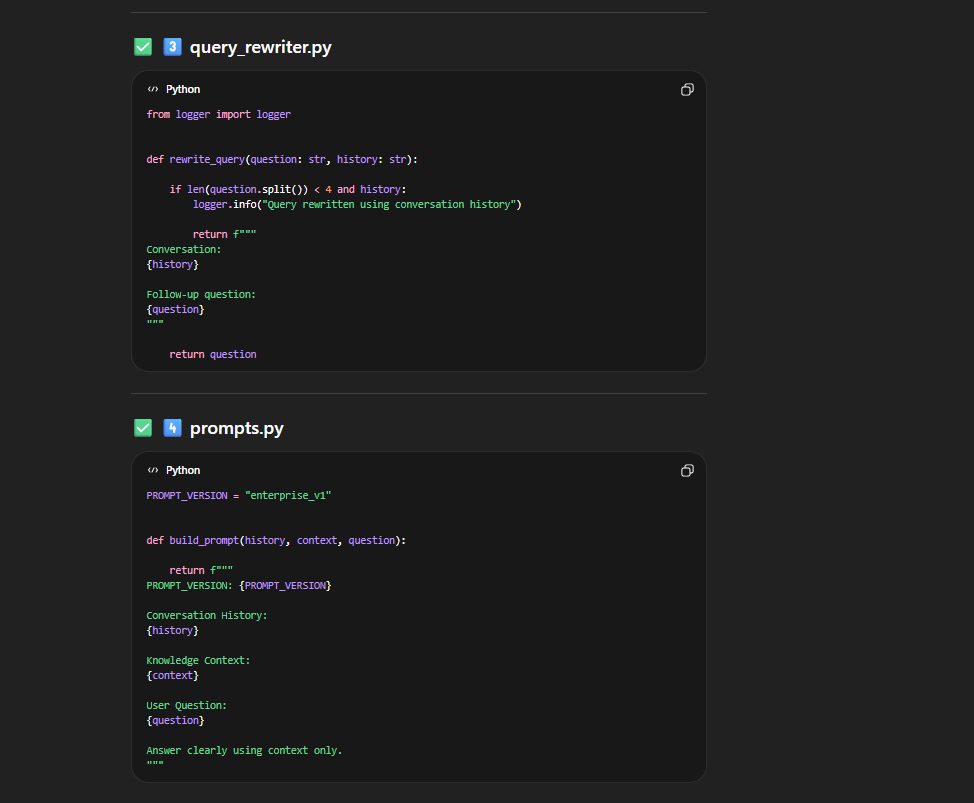 ✅ 3️⃣ query_rewriter.py
Python
from logger import logger
def rewrite_query(question: str, history: str):
    if len(question.split()) < 4 and history:
        logger.info("Query rewritten using conversation history")
        return f"""
Conversation:
{history}
Follow-up question:
{question}
"""
    return question
✅ 4️⃣ prompts.py
Python
PROMPT_VERSION = "enterprise_v1"
def build_prompt(history, context, question):
    return f"""
PROMPT_VERSION: {PROMPT_VERSION}
Conversation History:
{history}
Knowledge Context:
{context}
User Question:
{question}
Answer clearly using context only.
"""